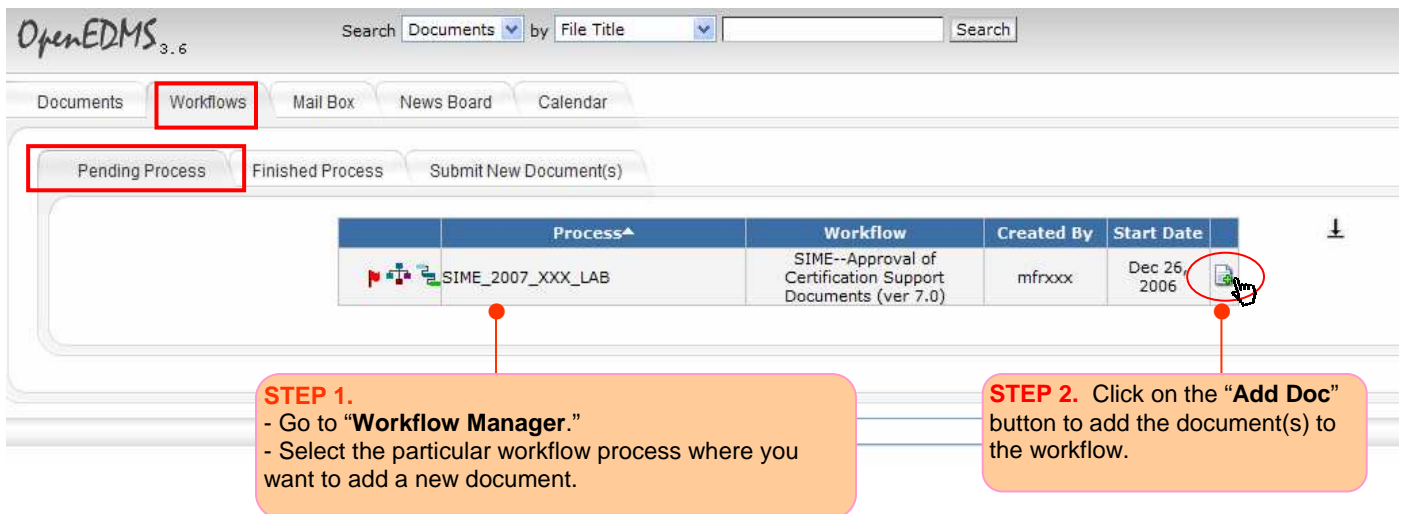 OpenEDMS 3.6
Search Documents by File Title Search
Documents Workflows Mail Box News Board Calendar
Pending Process Finished Process Submit New Document(s)
Process Workflow Created By Start Date
SIME_2007_XXX_LAB
SIME--Approval of
Certification Support
Documents (ver 7.0)
mfrxxx
Dec 26,
2006
STEP 1.
- Go to “Workflow Manager.”
- Select the particular workflow process where you
want to add a new document.
STEP 2. Click on the “Add Doc”
button to add the document(s) to
the workflow.